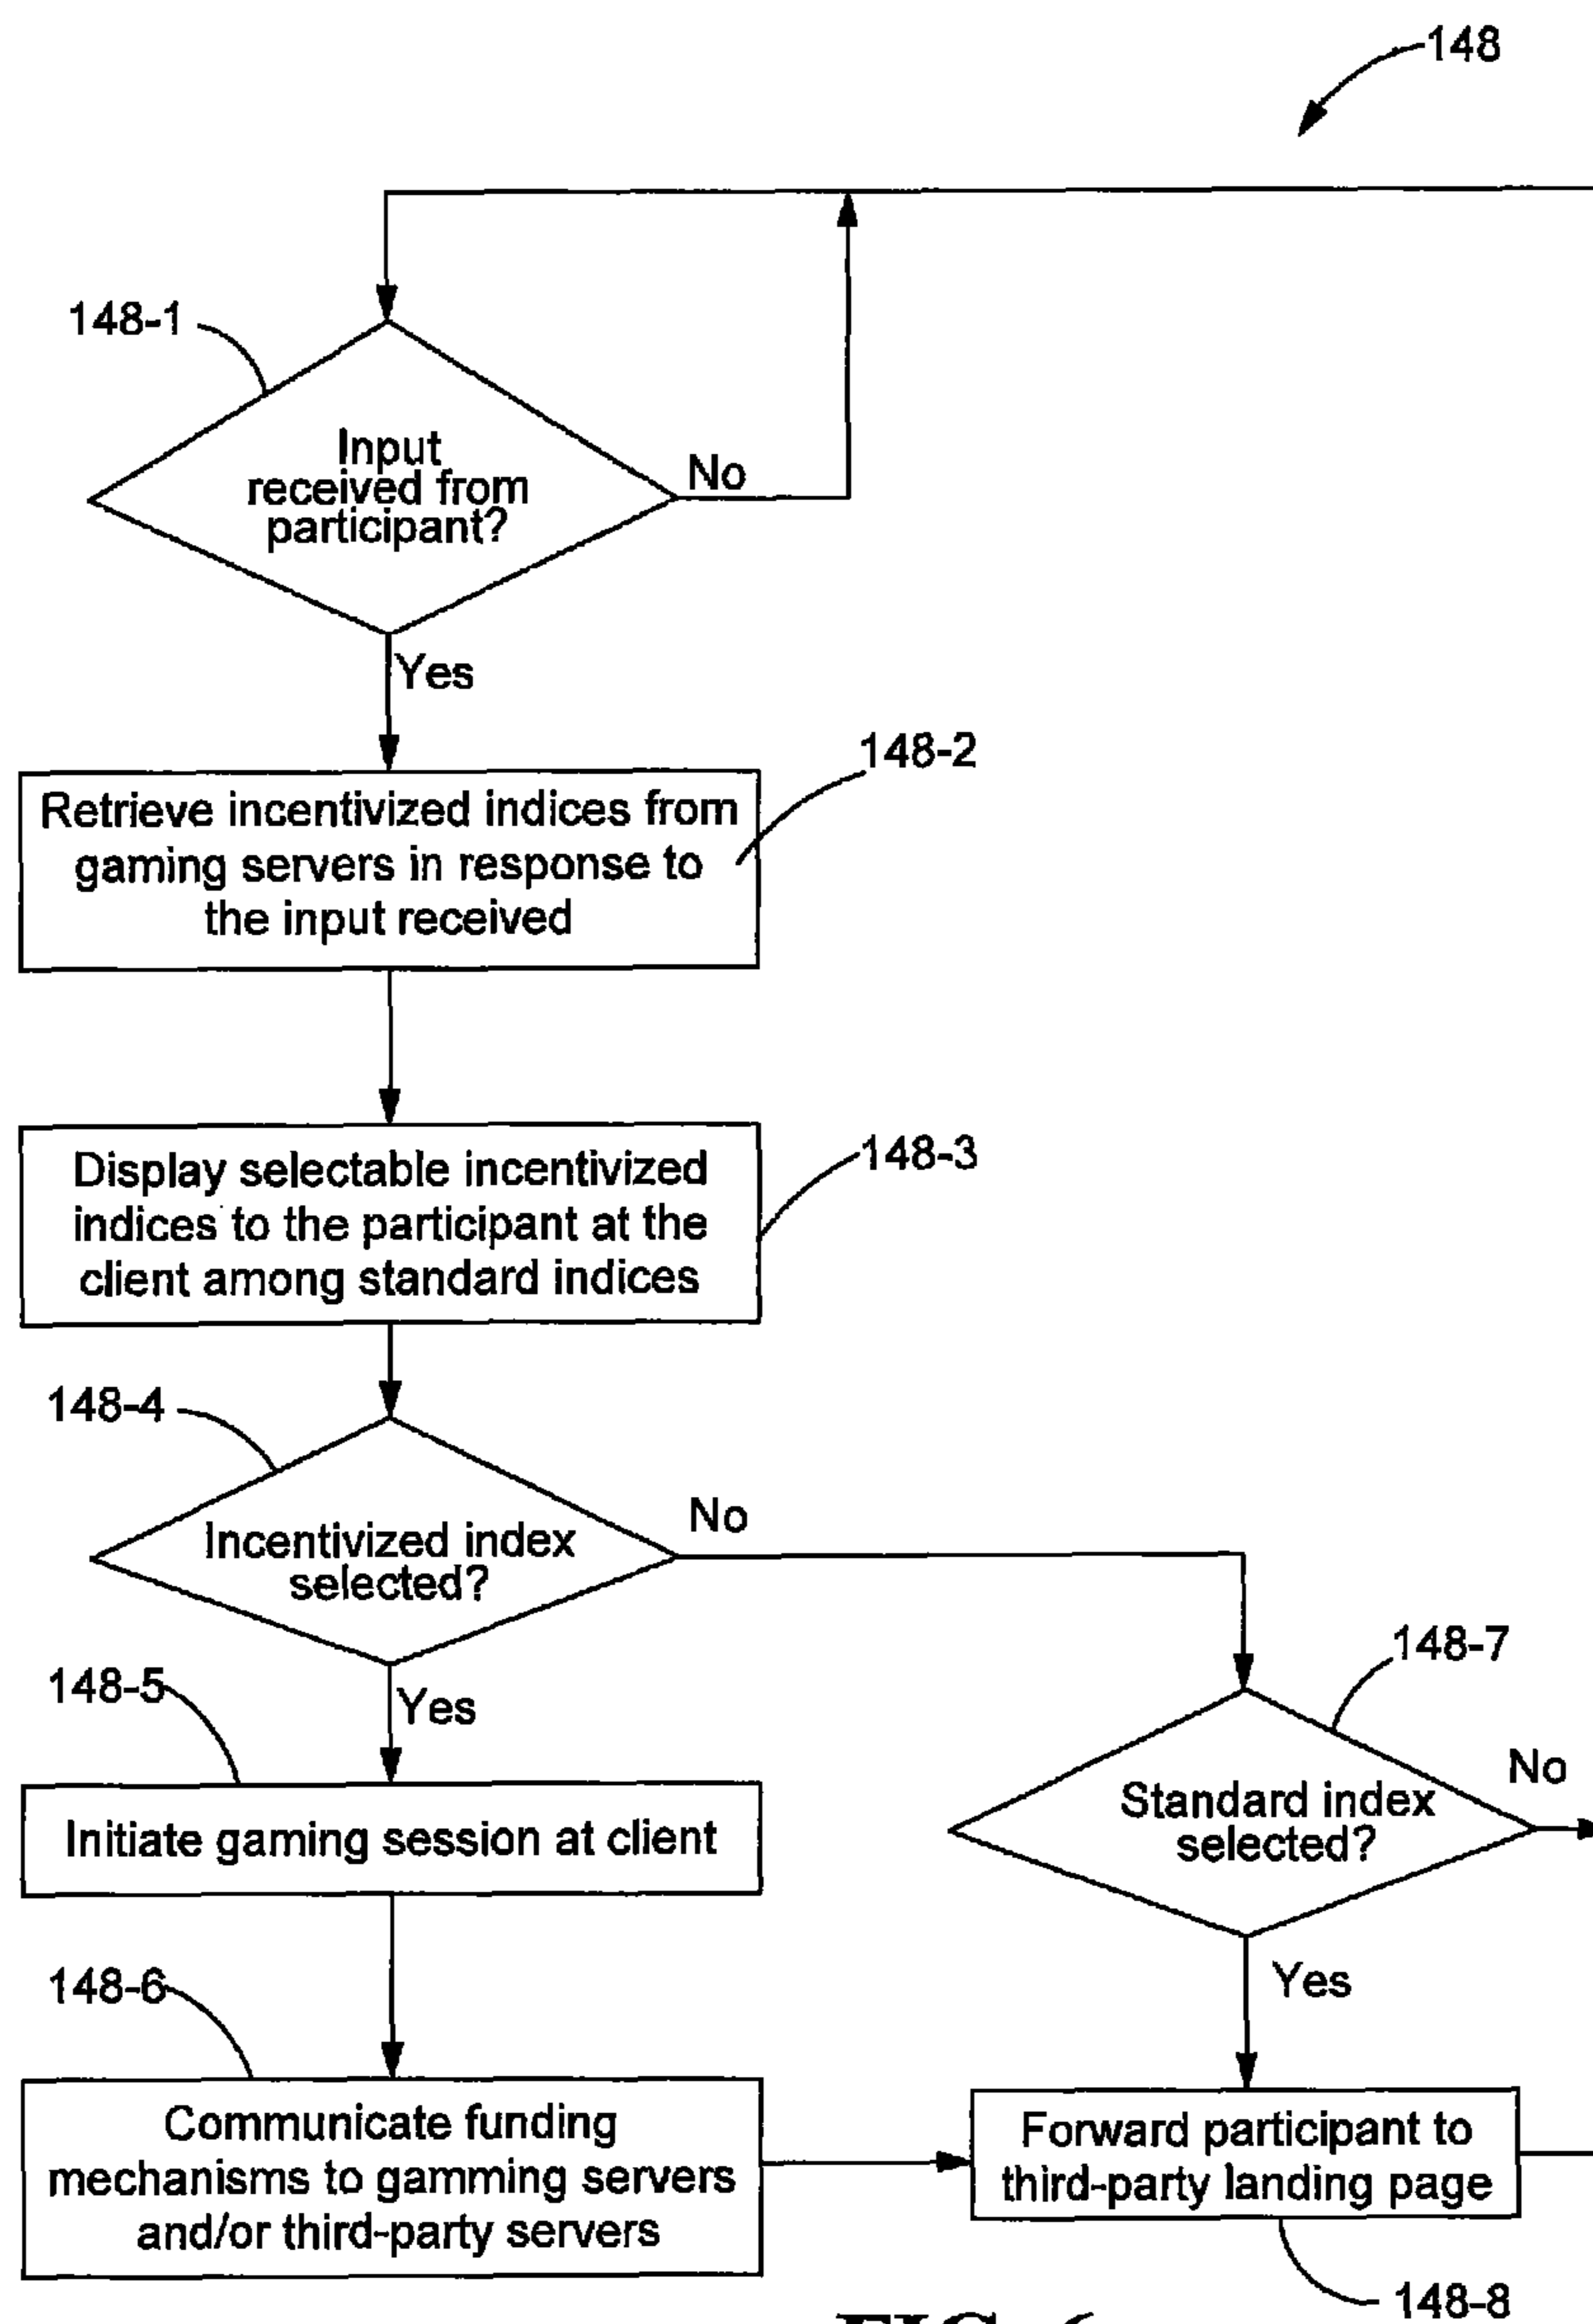 148
148-1
Input
received from
participant?
No
Yes
148-2
Retrieve incentivized indices from
gaming servers in response to
the input received
148-3
Display selectable incentivized
indices to the participant at the
client among standard indices
148-4
Incentivized index
selected?
No
148-7
148-5
Yes
Standard index
selected?
No
Initiate gaming session at client
148-6
Yes
Communicate funding
mechanisms to gamming servers
and/or third-party servers
Forward participant to
third-party landing page
148-8